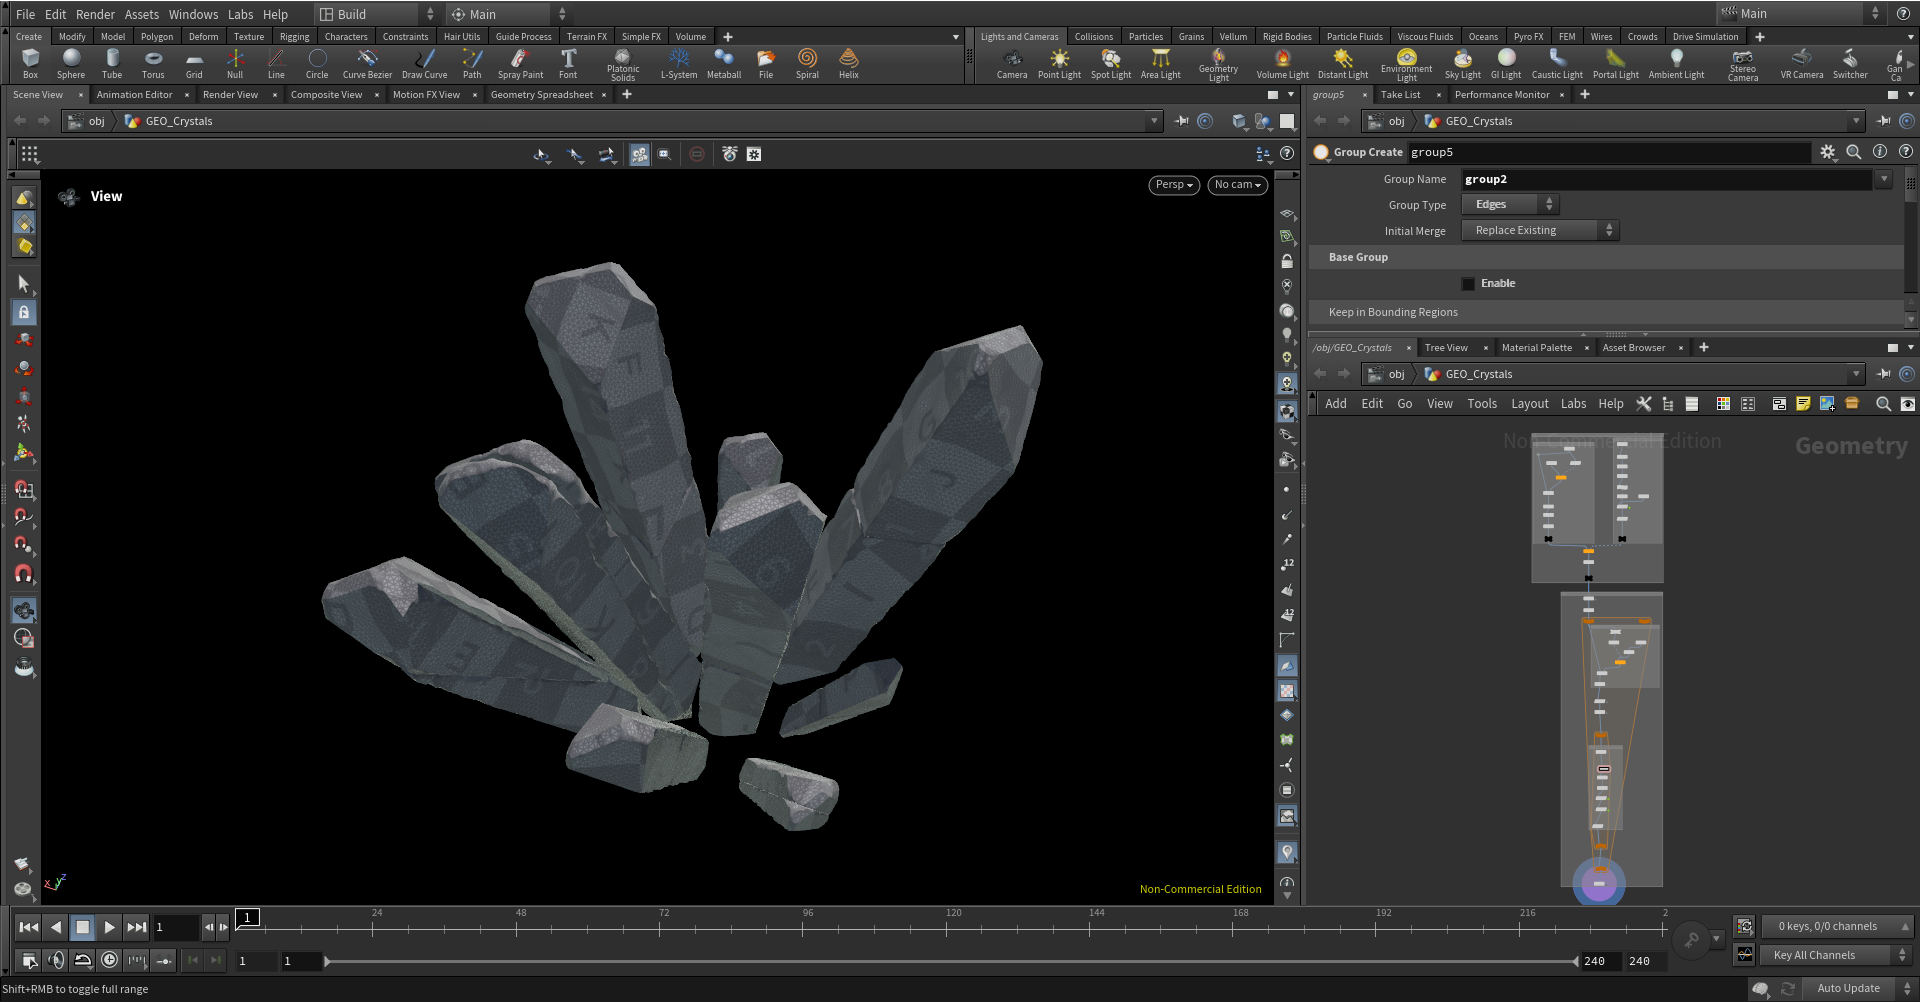 File Edit Render Assets Windows Labs Help Build Main Main
Create Modify Model Polygon Deform Texture Rigging Characters Constraints Hair Utils Guide Process Terrain FX Simple FX Volume
Lights and Cameras Collisions Particles Grains Vellum Rigid Bodies Particle Fluids Viscous Fluids Oceans Pyro FX FEM Wires Crowds Drive Simulation
Box Sphere Tube Torus Grid Null Line Circle Curve Bezier Draw Curve Path Spray Paint Font Platonic Solids L-System Metaball File Spiral Helix
Camera Point Light Spot Light Area Light Geometry Light Volume Light Distant Light Environment Light Sky Light GI Light Caustic Light Portal Light Ambient Light Stereo Camera VR Camera Switcher Gan Ca
Scene View Animation Editor Render View Composite View Motion FX View Geometry Spreadsheet
group5 Take List Performance Monitor
obj GEO_Crystals
obj GEO_Crystals
Group Create group5
View
Persp No cam
Group Name group2
Group Type Edges
Initial Merge Replace Existing
Base Group
Enable
Keep in Bounding Regions
/obj/GEO_Crystals Tree View Material Palette Asset Browser
obj GEO_Crystals
Add Edit Go View Tools Layout Labs Help
Non-Commercial Edition
Geometry
12
12
x y z
Non-Commercial Edition
1
1 24 48 72 96 120 144 168 192 216 2
0 keys, 0/0 channels
1 1 240 240
Key All Channels
Shift+RMB to toggle full range
Auto Update